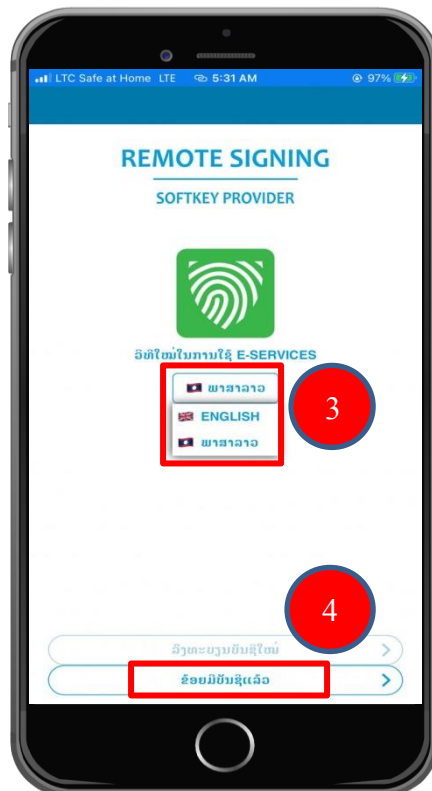 LTC Safe at Home LTE 5:31 AM 97%
REMOTE SIGNING
SOFTKEY PROVIDER
ວິທີໃໝ່ໃນການໃຊ້ E-SERVICES
ພາສາລາວ
ENGLISH
3
ພາສາລາວ
4
ລົງທະບຽນບັນຊີໃໝ່
ຂ້ອຍມີບັນຊີແລ້ວ